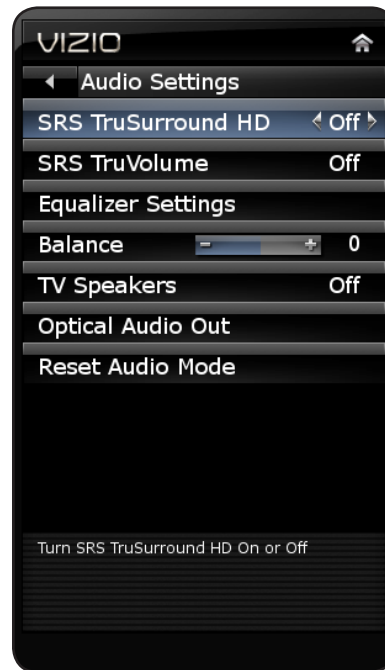 VIZIO
Audio Settings
SRS TruSurround HD Off
SRS TruVolume Off
Equalizer Settings
Balance - + 0
TV Speakers Off
Optical Audio Out
Reset Audio Mode
Turn SRS TruSurround HD On or Off